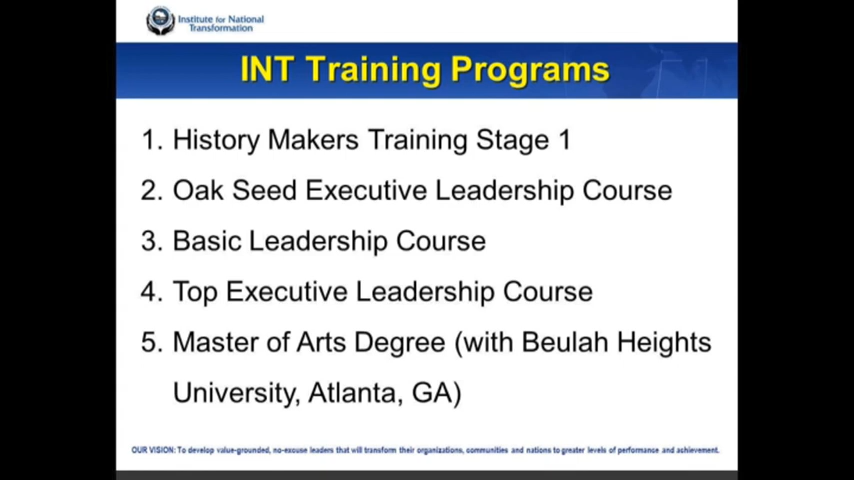 Institute for National
Transformation
INT Training Programs
1. History Makers Training Stage 1
2. Oak Seed Executive Leadership Course
3. Basic Leadership Course
4. Top Executive Leadership Course
5. Master of Arts Degree (with Beulah Heights
University, Atlanta, GA)
OUR VISION: To develop value-grounded, no-excuse leaders that will transform their organizations, communities and nations to greater levels of performance and achievement.